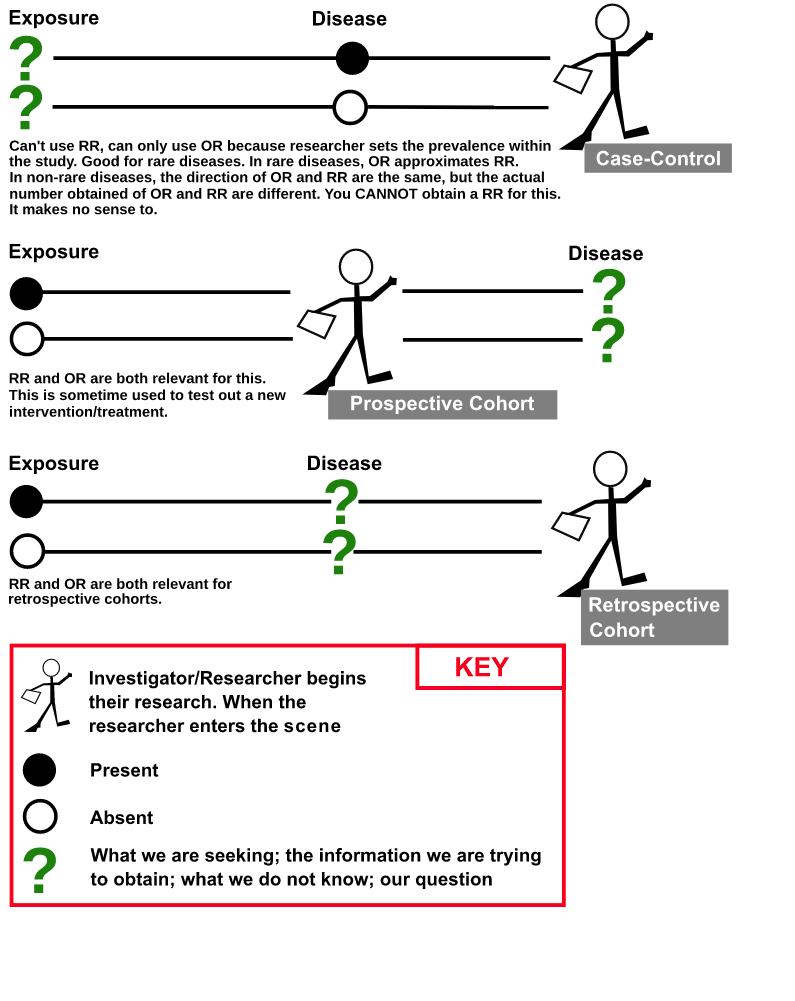 Exposure
Disease
?
?
Can't use RR, can only use OR because researcher sets the prevalence within
the study. Good for rare diseases. In rare diseases, OR approximates RR.
In non-rare diseases, the direction of OR and RR are the same, but the actual
number obtained of OR and RR are different. You CANNOT obtain a RR for this.
It makes no sense to.
Case-Control
Exposure
Disease
?
?
RR and OR are both relevant for this.
This is sometime used to test out a new
intervention/treatment.
Prospective Cohort
Exposure
Disease
?
?
RR and OR are both relevant for
retrospective cohorts.
Retrospective
Cohort
KEY
Investigator/Researcher begins
their research. When the
researcher enters the scene
Present
Absent
?
What we are seeking; the information we are trying
to obtain; what we do not know; our question